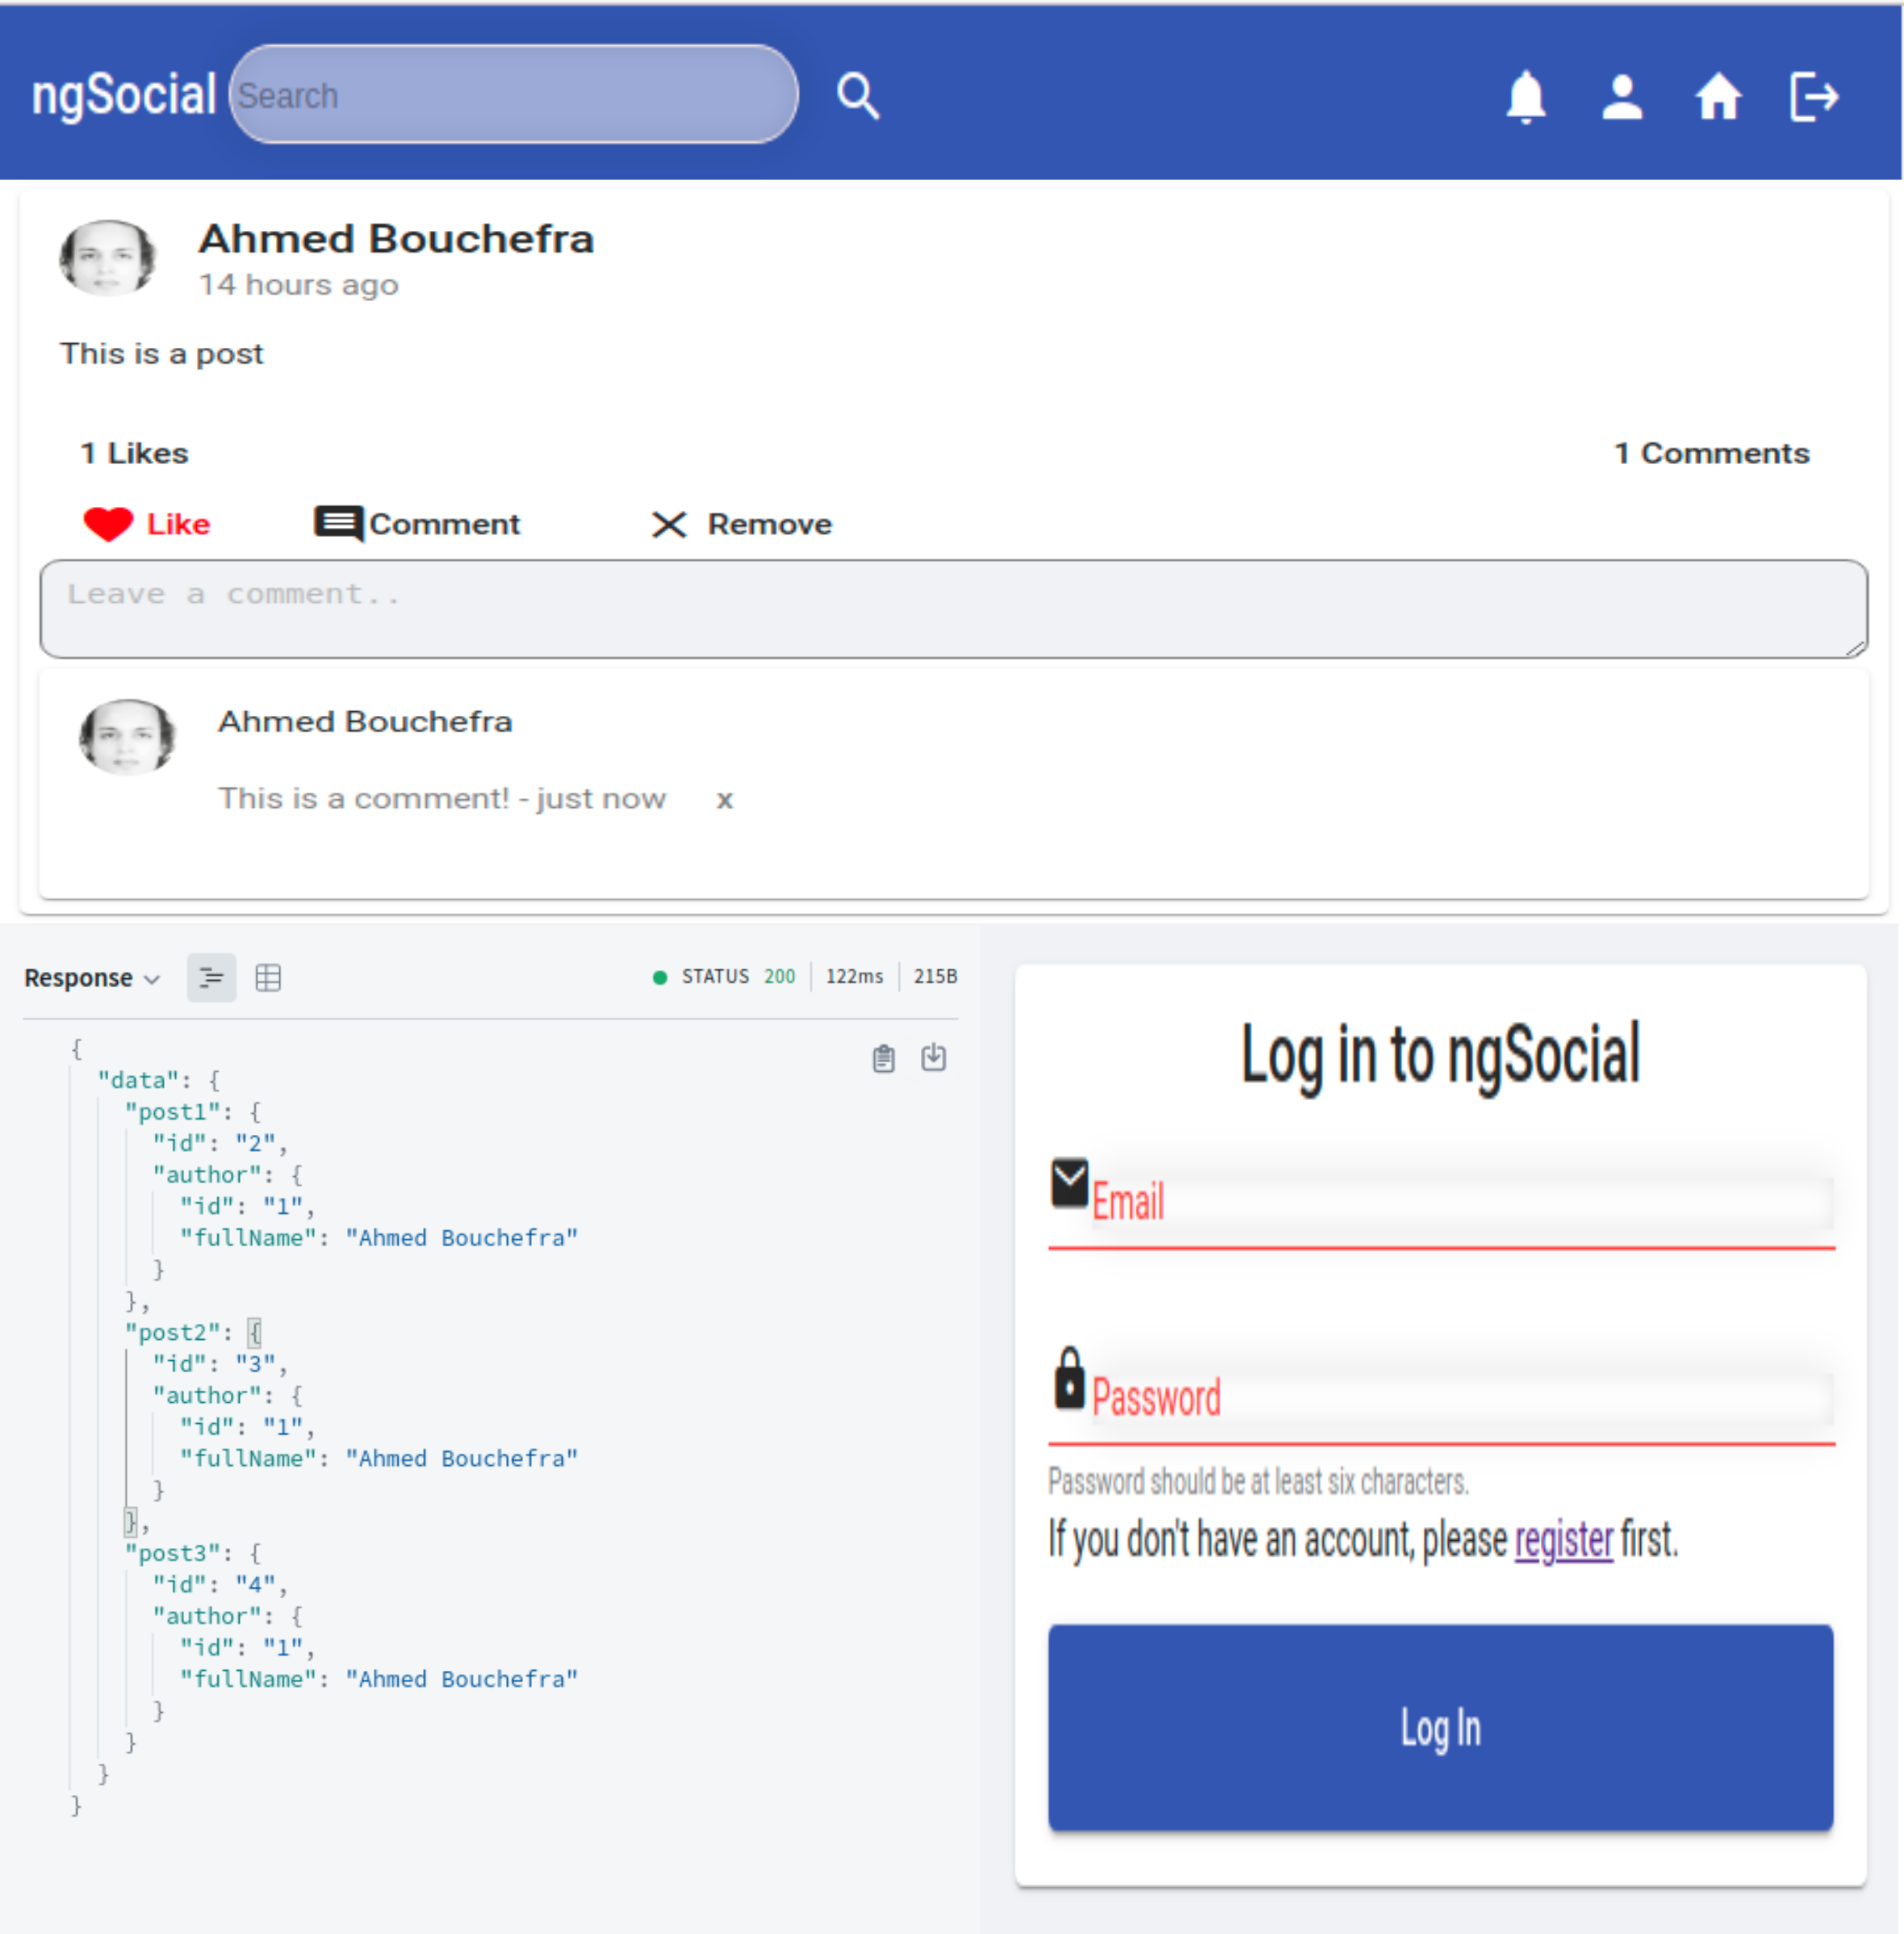 ngSocial Search
Ahmed Bouchefra
14 hours ago
This is a post
1 Likes 1 Comments
Like Comment Remove
Leave a comment..
Ahmed Bouchefra
This is a comment! - just now x
Response STATUS 200 122ms 215B
{
"data": {
"post1": {
"id": "2",
"author": {
"id": "1",
"fullName": "Ahmed Bouchefra"
}
},
"post2": {
"id": "3",
"author": {
"id": "1",
"fullName": "Ahmed Bouchefra"
}
},
"post3": {
"id": "4",
"author": {
"id": "1",
"fullName": "Ahmed Bouchefra"
}
}
}
}
Log in to ngSocial
Email
Password
Password should be at least six characters.
If you don't have an account, please register first.
Log In